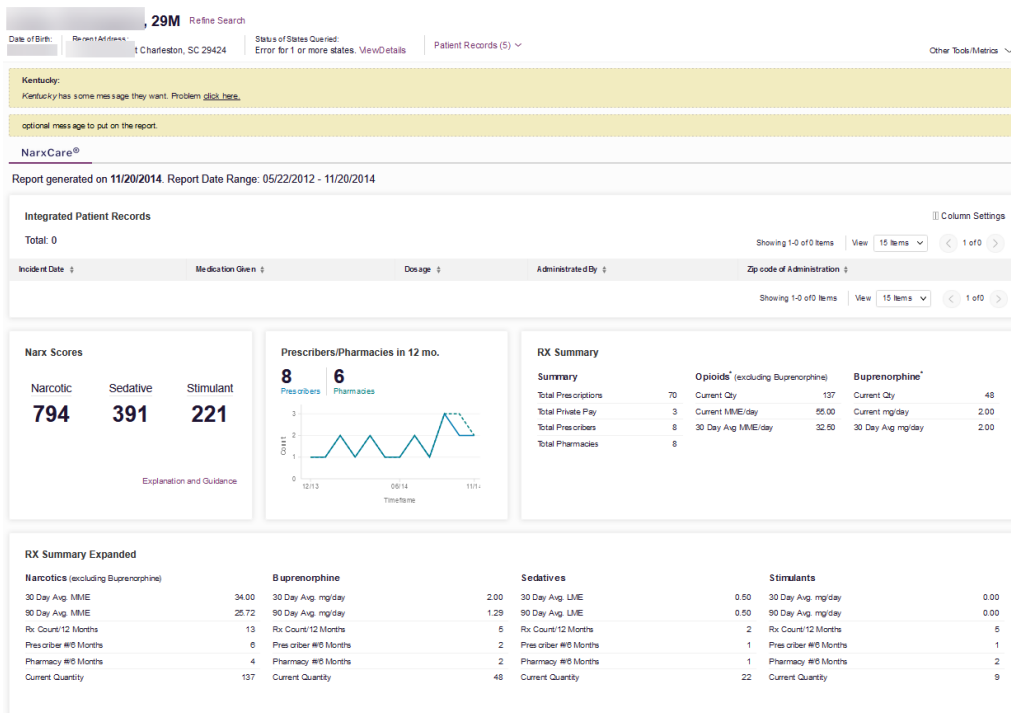 , 29M Refine Search
Date of Birth: Recent Address: Status of States Queried: Patient Records (5)
t Charleston, SC 29424 Error for 1 or more states. ViewDetails Other Tools/Metrics
Kentucky:
Kentucky has some message they want. Problem click here.
optional message to put on the report.
NarxCare®
Report generated on 11/20/2014. Report Date Range: 05/22/2012 - 11/20/2014
Integrated Patient Records Column Settings
Total: 0 Showing 1-0 of 0 Items View 15 Items 1 of 0
Incident Date Medication Given Dosage Administrated By Zip code of Administration
Showing 1-0 of 0 Items View 15 Items 1 of 0
Narx Scores
Narcotic Sedative Stimulant
794 391 221
Explanation and Guidance
Prescribers/Pharmacies in 12 mo.
8 6
Prescribers Pharmacies
3
2
1
0
Count
12/13 06/14 11/14
Timeframe
RX Summary
Summary Opioids* (excluding Buprenorphine) Buprenorphine*
Total Prescriptions 70 Current Qty 137 Current Qty 48
Total Private Pay 3 Current MME/day 55.00 Current mg/day 2.00
Total Prescribers 8 30 Day Avg MME/day 32.50 30 Day Avg mg/day 2.00
Total Pharmacies 8
RX Summary Expanded
Narcotics (excluding Buprenorphine) Buprenorphine Sedatives Stimulants
30 Day Avg. MME 34.00 30 Day Avg. mg/day 2.00 30 Day Avg. LME 0.50 30 Day Avg. mg/day 0.00
90 Day Avg. MME 25.72 90 Day Avg. mg/day 1.29 90 Day Avg. LME 0.50 90 Day Avg. mg/day 0.00
Rx Count/12 Months 13 Rx Count/12 Months 5 Rx Count/12 Months 2 Rx Count/12 Months 5
Prescriber #/6 Months 6 Prescriber #/6 Months 2 Prescriber #/6 Months 1 Prescriber #/6 Months 1
Pharmacy #/6 Months 4 Pharmacy #/6 Months 2 Pharmacy #/6 Months 1 Pharmacy #/6 Months 2
Current Quantity 137 Current Quantity 48 Current Quantity 22 Current Quantity 9